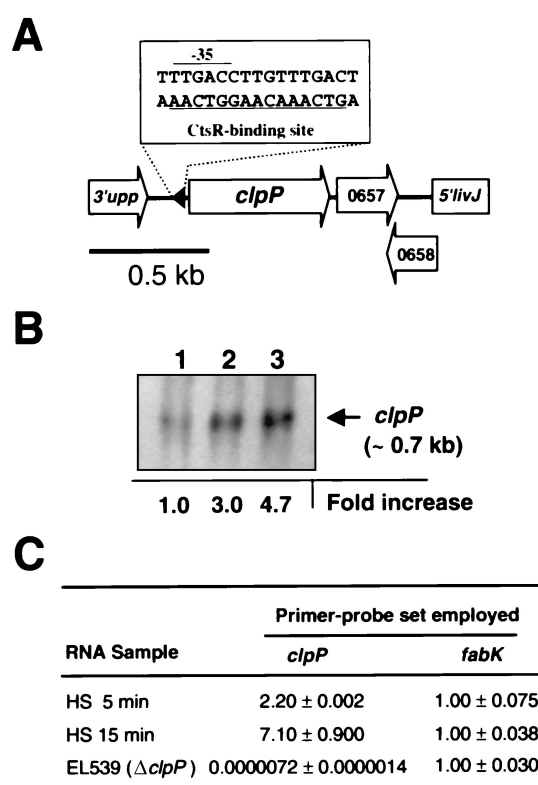 A
-35
TTTGACCTTGTTTGACT
AAACTGGAACAAACTGA
CtsR-binding site
3'upp clpP 0657 5'livJ
0658
0.5 kb
B
1 2 3
clpP
(~ 0.7 kb)
1.0 3.0 4.7 Fold increase
C
Primer-probe set employed
RNA Sample clpP fabK
HS 5 min 2.20 ± 0.002 1.00 ± 0.075
HS 15 min 7.10 ± 0.900 1.00 ± 0.038
EL539 (ΔclpP) 0.0000072 ± 0.0000014 1.00 ± 0.030